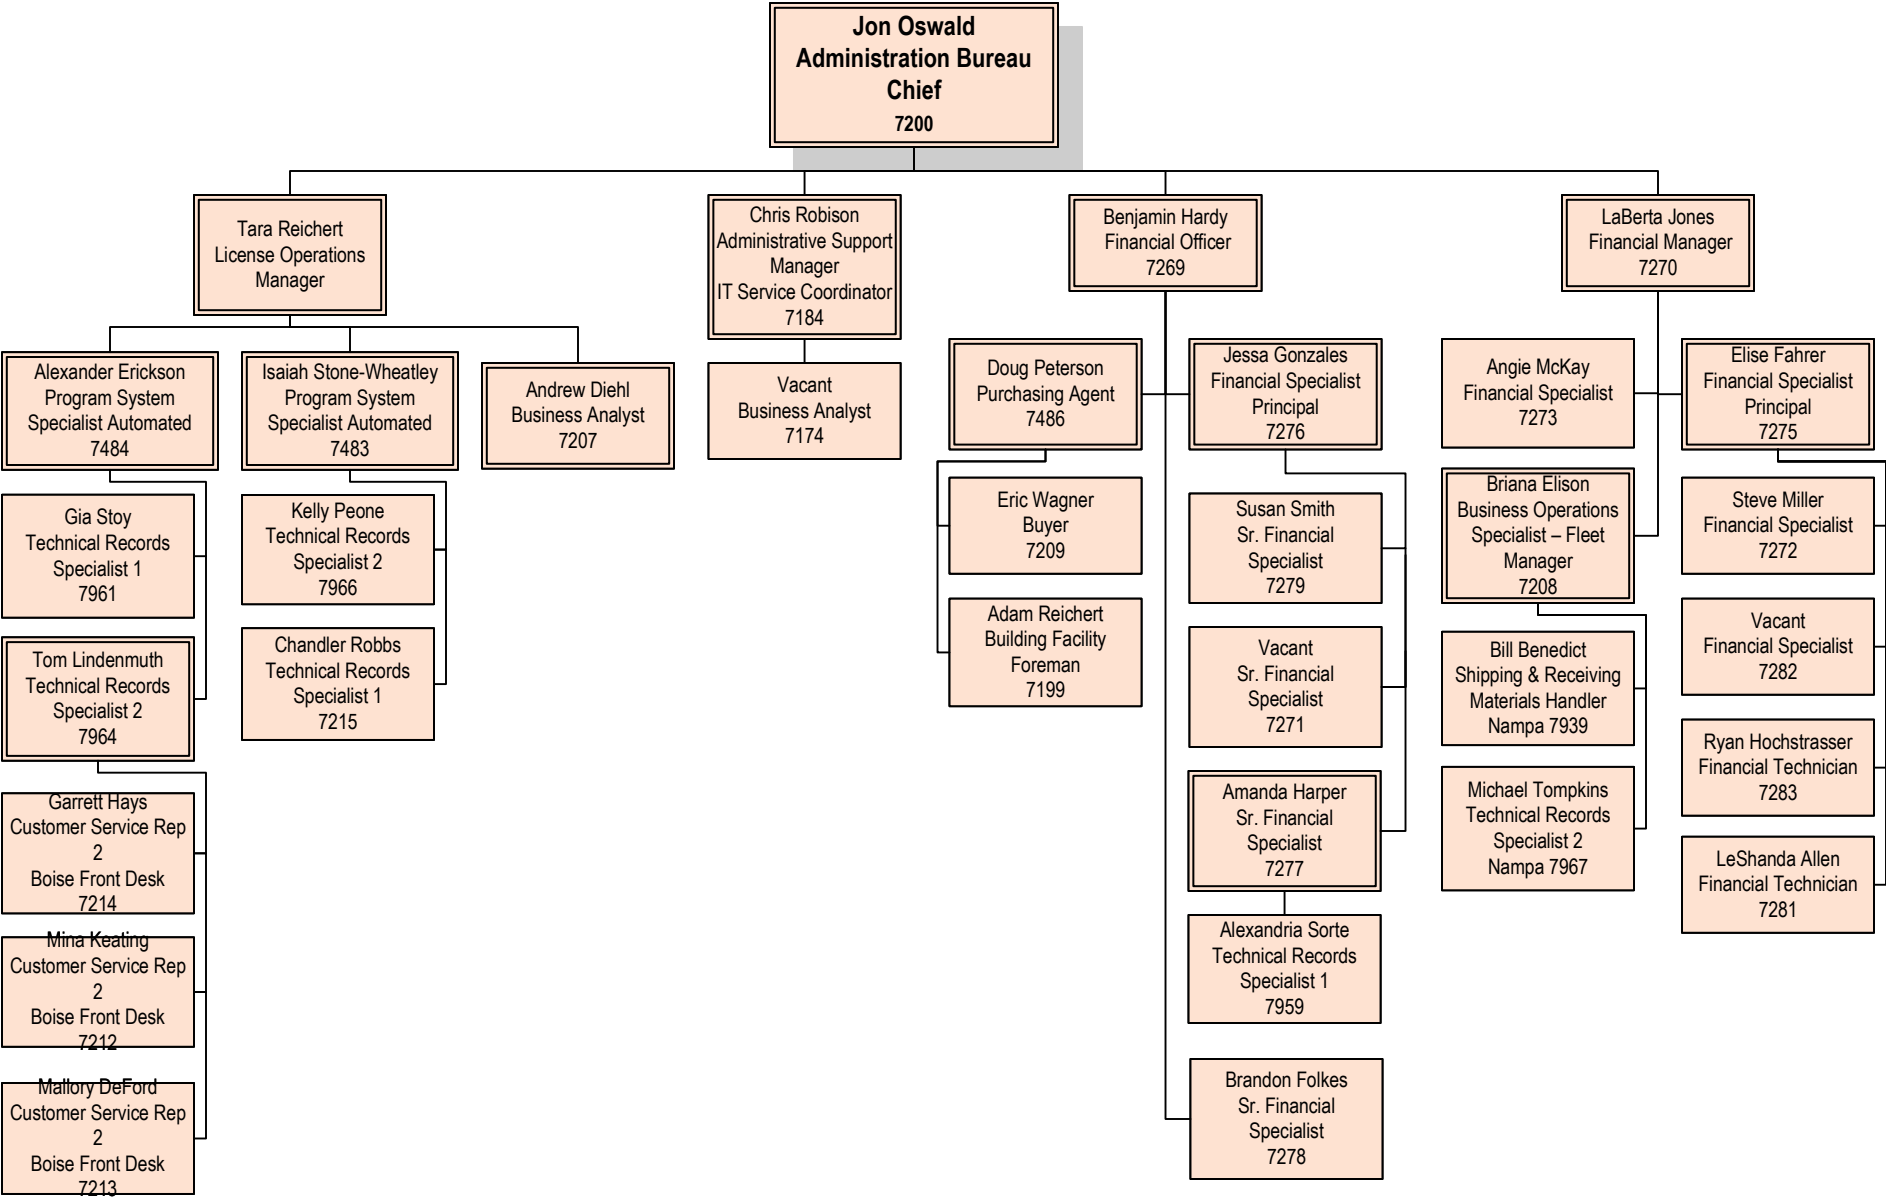 Jon Oswald
Administration Bureau
Chief
7200
Tara Reichert
License Operations
Manager
Chris Robison
Administrative Support
Manager
IT Service Coordinator
7184
Benjamin Hardy
Financial Officer
7269
LaBerta Jones
Financial Manager
7270
Alexander Erickson
Program System
Specialist Automated
7484
Isaiah Stone-Wheatley
Program System
Specialist Automated
7483
Andrew Diehl
Business Analyst
7207
Vacant
Business Analyst
7174
Doug Peterson
Purchasing Agent
7486
Jessa Gonzales
Financial Specialist
Principal
7276
Angie McKay
Financial Specialist
7273
Elise Fahrer
Financial Specialist
Principal
7275
Gia Stoy
Technical Records
Specialist 1
7961
Kelly Peone
Technical Records
Specialist 2
7966
Eric Wagner
Buyer
7209
Susan Smith
Sr. Financial
Specialist
7279
Briana Elison
Business Operations
Specialist – Fleet
Manager
7208
Steve Miller
Financial Specialist
7272
Tom Lindenmuth
Technical Records
Specialist 2
7964
Chandler Robbs
Technical Records
Specialist 1
7215
Adam Reichert
Building Facility
Foreman
7199
Vacant
Sr. Financial
Specialist
7271
Bill Benedict
Shipping & Receiving
Materials Handler
Nampa 7939
Vacant
Financial Specialist
7282
Garrett Hays
Customer Service Rep
2
Boise Front Desk
7214
Amanda Harper
Sr. Financial
Specialist
7277
Michael Tompkins
Technical Records
Specialist 2
Nampa 7967
Ryan Hochstrasser
Financial Technician
7283
Mina Keating
Customer Service Rep
2
Boise Front Desk
7212
Alexandria Sorte
Technical Records
Specialist 1
7959
LeShanda Allen
Financial Technician
7281
Mallory DeFord
Customer Service Rep
2
Boise Front Desk
7213
Brandon Folkes
Sr. Financial
Specialist
7278